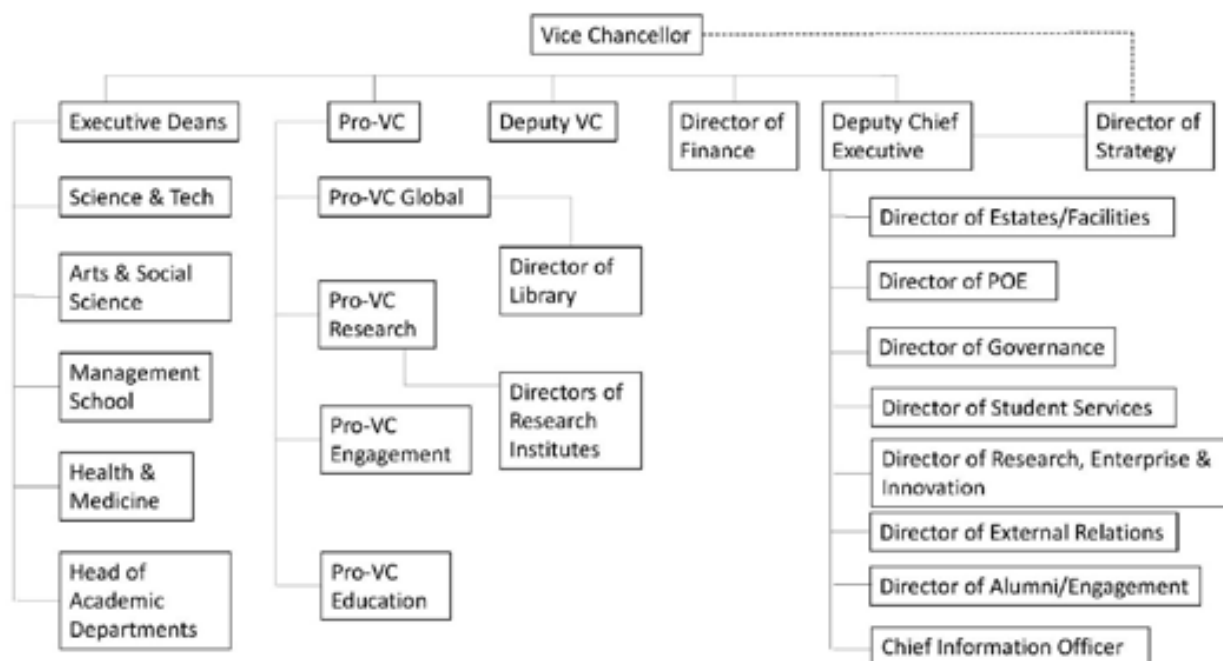 Vice Chancellor
Executive Deans
Pro-VC
Deputy VC
Director of
Finance
Deputy Chief
Executive
Director of
Strategy
Science & Tech
Arts & Social
Science
Management
School
Health &
Medicine
Head of
Academic
Departments
Pro-VC Global
Pro-VC
Research
Pro-VC
Engagement
Pro-VC
Education
Director of
Library
Directors of
Research
Institutes
Director of Estates/Facilities
Director of POE
Director of Governance
Director of Student Services
Director of Research, Enterprise &
Innovation
Director of External Relations
Director of Alumni/Engagement
Chief Information Officer